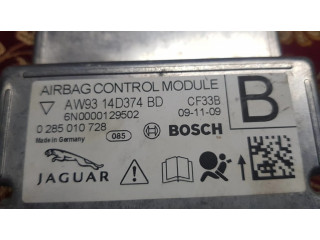 AIRBAG CONTROL MODULE
AW93 14D374 BD
CF33B
6N0000129502
09-11-09
B
0 285 010 728
Made in Germany
085
BOSCH
JAGUAR